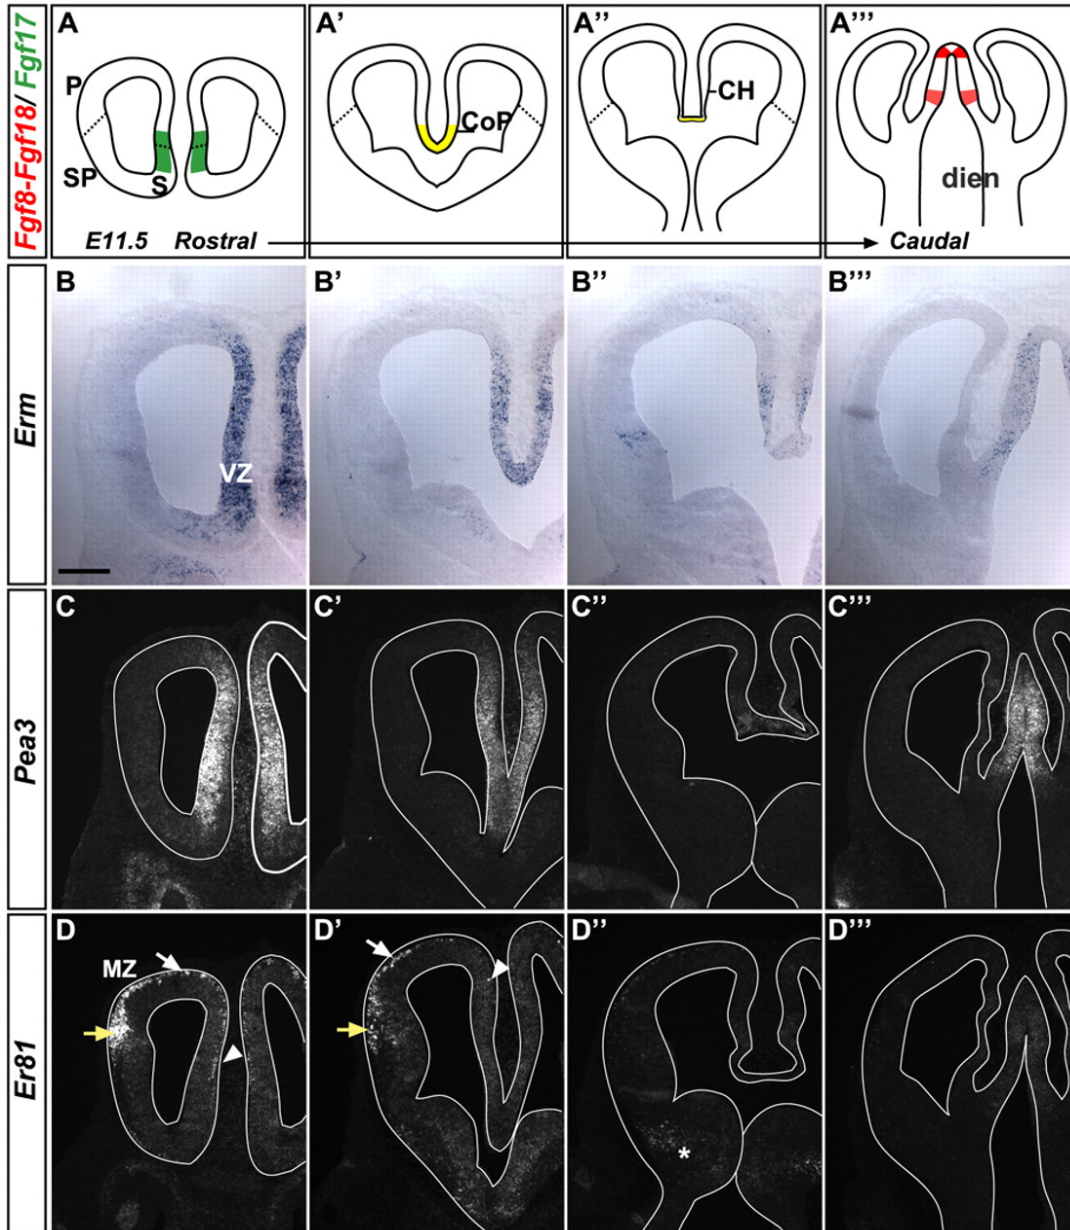 Fgf8-Fgf18/ Fgf17
A
P
SP
S
E11.5 Rostral
A'
CoP
A''
CH
A'''
dien
Caudal
Erm
B
VZ
B'
B''
B'''
Pea3
C
C'
C''
C'''
Er81
D
MZ
D'
D''
*
D'''